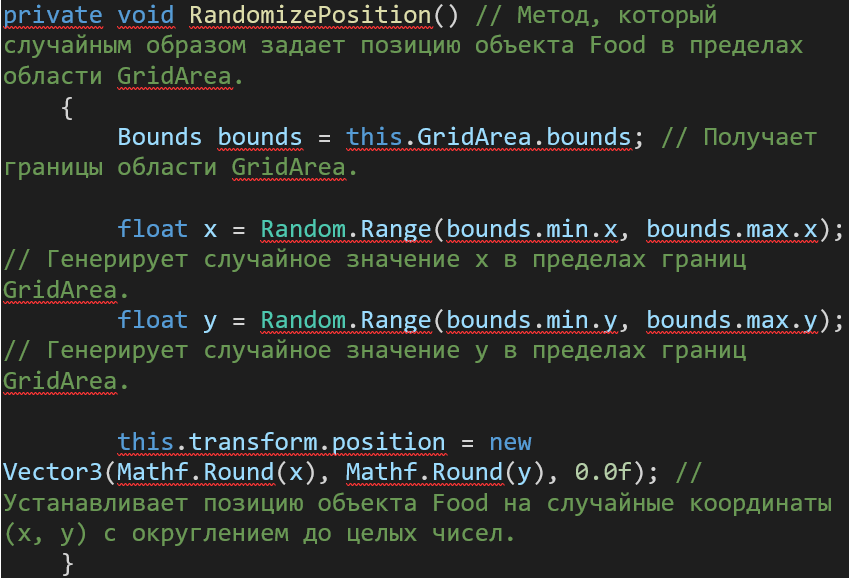 private void RandomizePosition() // Метод, который
случайным образом задает позицию объекта Food в пределах
области GridArea.
{
Bounds bounds = this.GridArea.bounds; // Получает
границы области GridArea.
float x = Random.Range(bounds.min.x, bounds.max.x);
// Генерирует случайное значение x в пределах границ
GridArea.
float y = Random.Range(bounds.min.y, bounds.max.y);
// Генерирует случайное значение y в пределах границ
GridArea.
this.transform.position = new
Vector3(Mathf.Round(x), Mathf.Round(y), 0.0f); //
Устанавливает позицию объекта Food на случайные координаты
(x, y) с округлением до целых чисел.
}